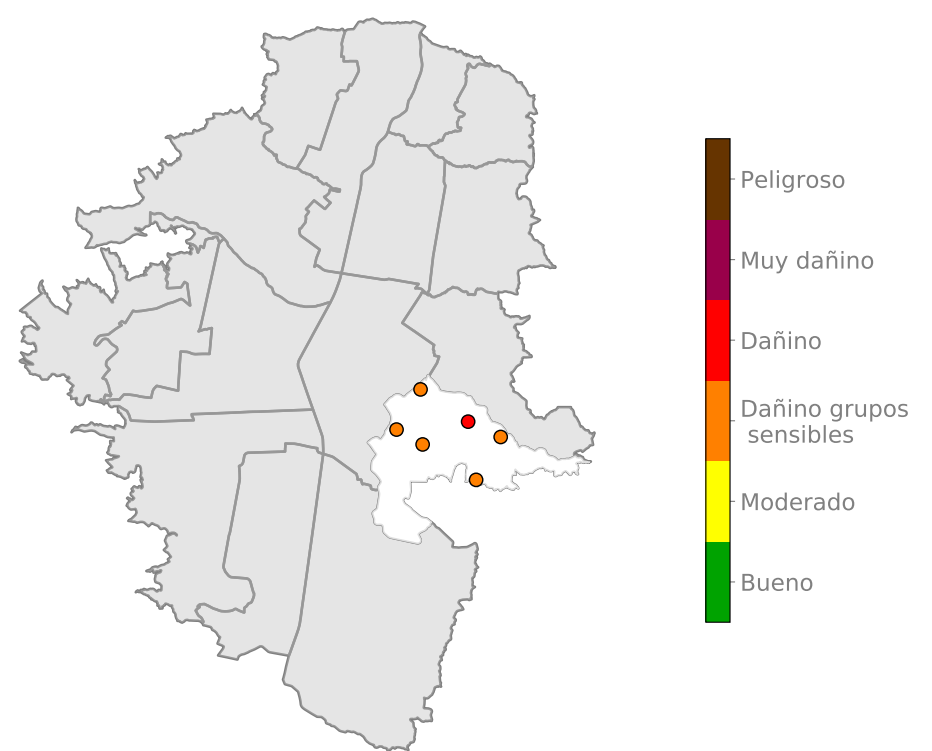 Peligroso
Muy dañino
Dañino
Dañino grupos
sensibles
Moderado
Bueno